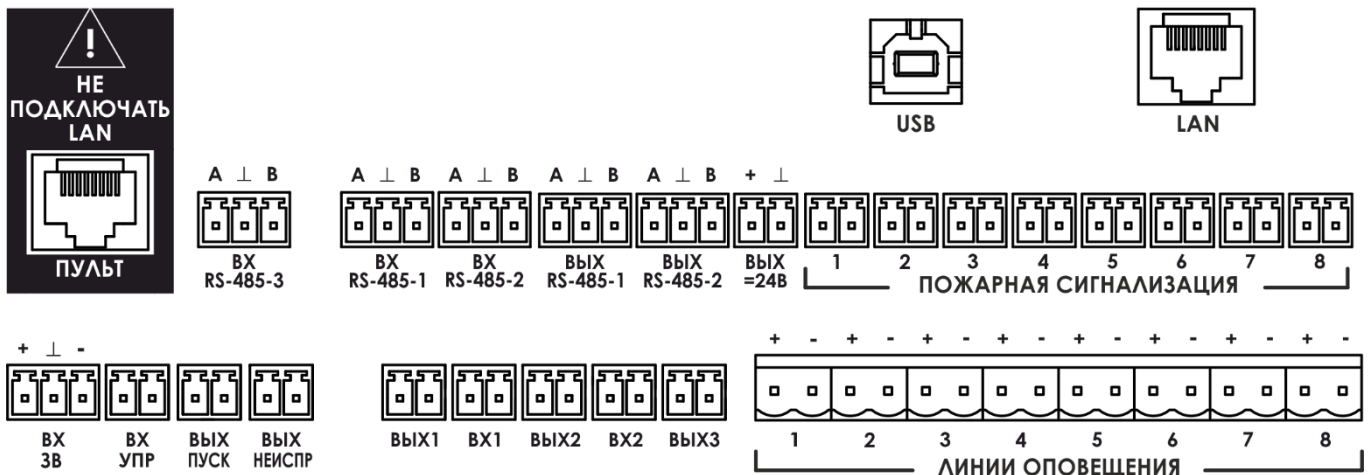 !
НЕ
ПОДКЛЮЧАТЬ
LAN
ПУЛЬТ
USB
LAN
A ⊥ B
A ⊥ B
A ⊥ B
A ⊥ B
A ⊥ B
+ ⊥
ВХ
RS-485-3
ВХ
RS-485-1
ВХ
RS-485-2
ВЫХ
RS-485-1
ВЫХ
RS-485-2
ВЫХ
=24В
1 2 3 4 5 6 7 8
ПОЖАРНАЯ СИГНАЛИЗАЦИЯ
+ ⊥ -
ВХ
ЗВ
ВХ
УПР
ВЫХ
ПУСК
ВЫХ
НЕИСПР
ВЫХ1
ВХ1
ВЫХ2
ВХ2
ВЫХ3
+ - + - + - + - + - + - + - + -
1 2 3 4 5 6 7 8
ЛИНИИ ОПОВЕЩЕНИЯ